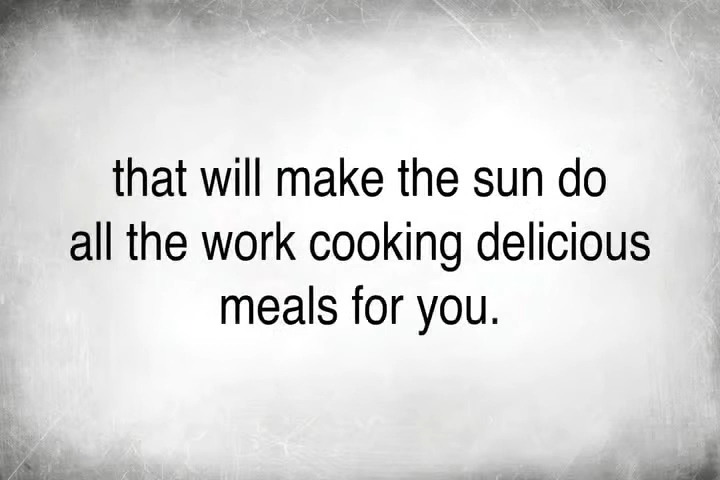 that will make the sun do
all the work cooking delicious
meals for you.